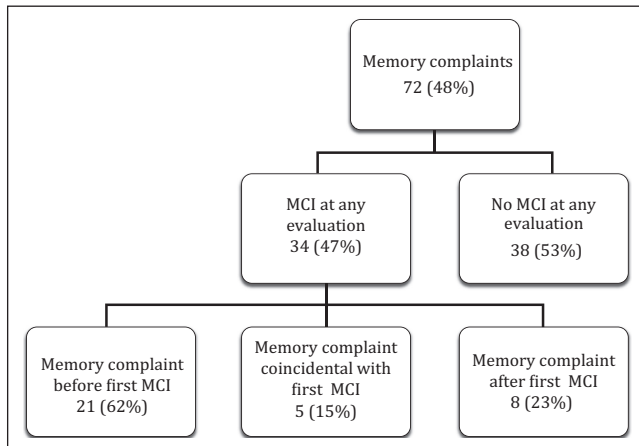 Memory complaints
72 (48%)
MCI at any
evaluation
34 (47%)
No MCI at any
evaluation
38 (53%)
Memory complaint
before first MCI
21 (62%)
Memory complaint
coincidental with
first MCI
5 (15%)
Memory complaint
after first MCI
8 (23%)